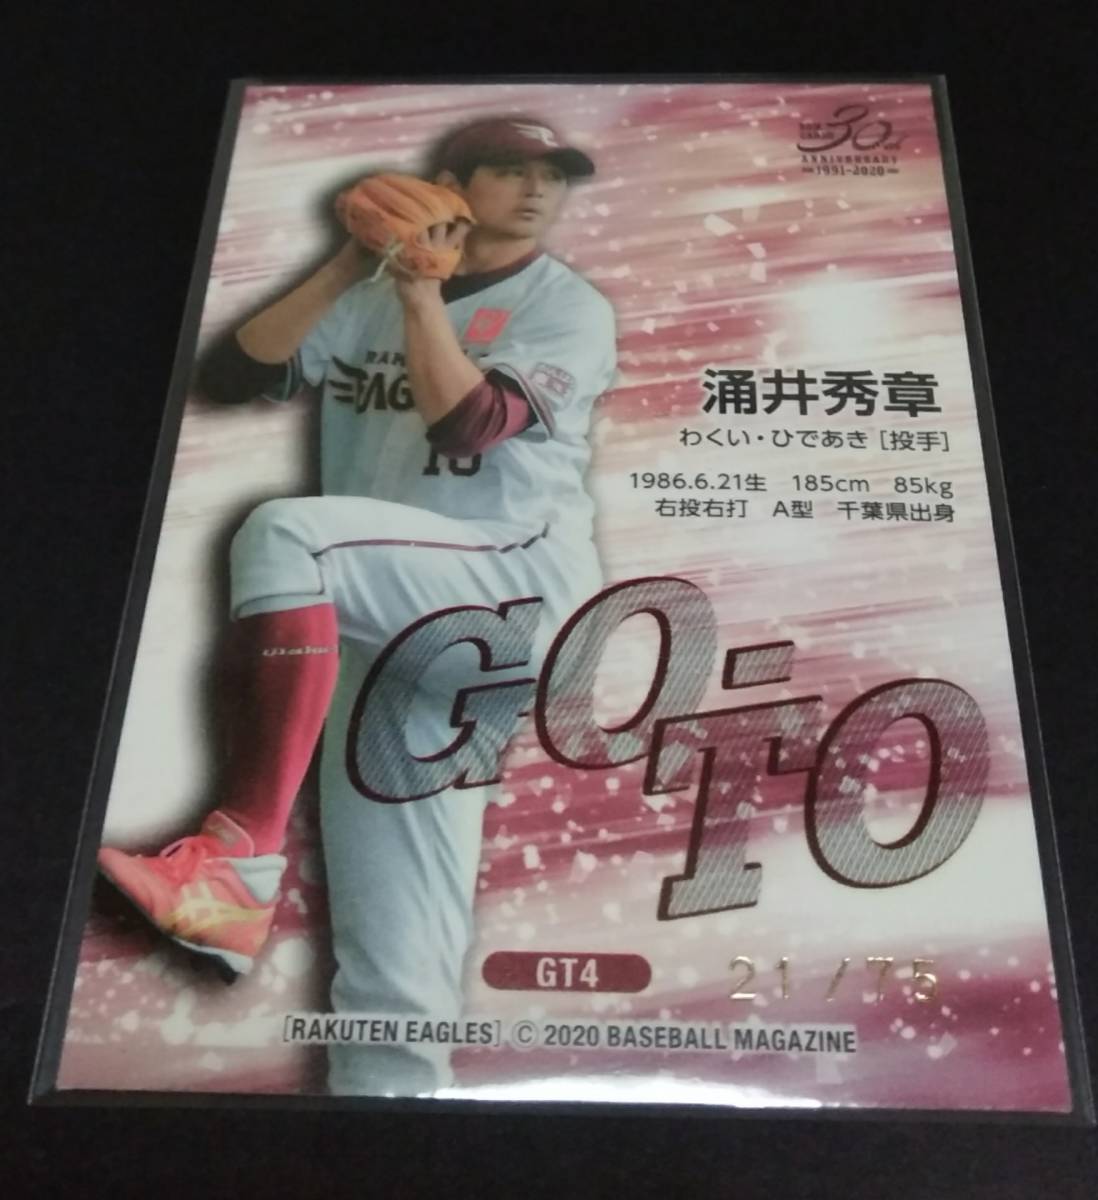 30th
ANNIVERSARY
1991-2020
涌井秀章
わくい・ひであき [投手]
1986.6.21生 185cm 85kg
右投右打 A型 千葉県出身
GO-
TO
GT4
21/75
[RAKUTEN EAGLES] © 2020 BASEBALL MAGAZINE